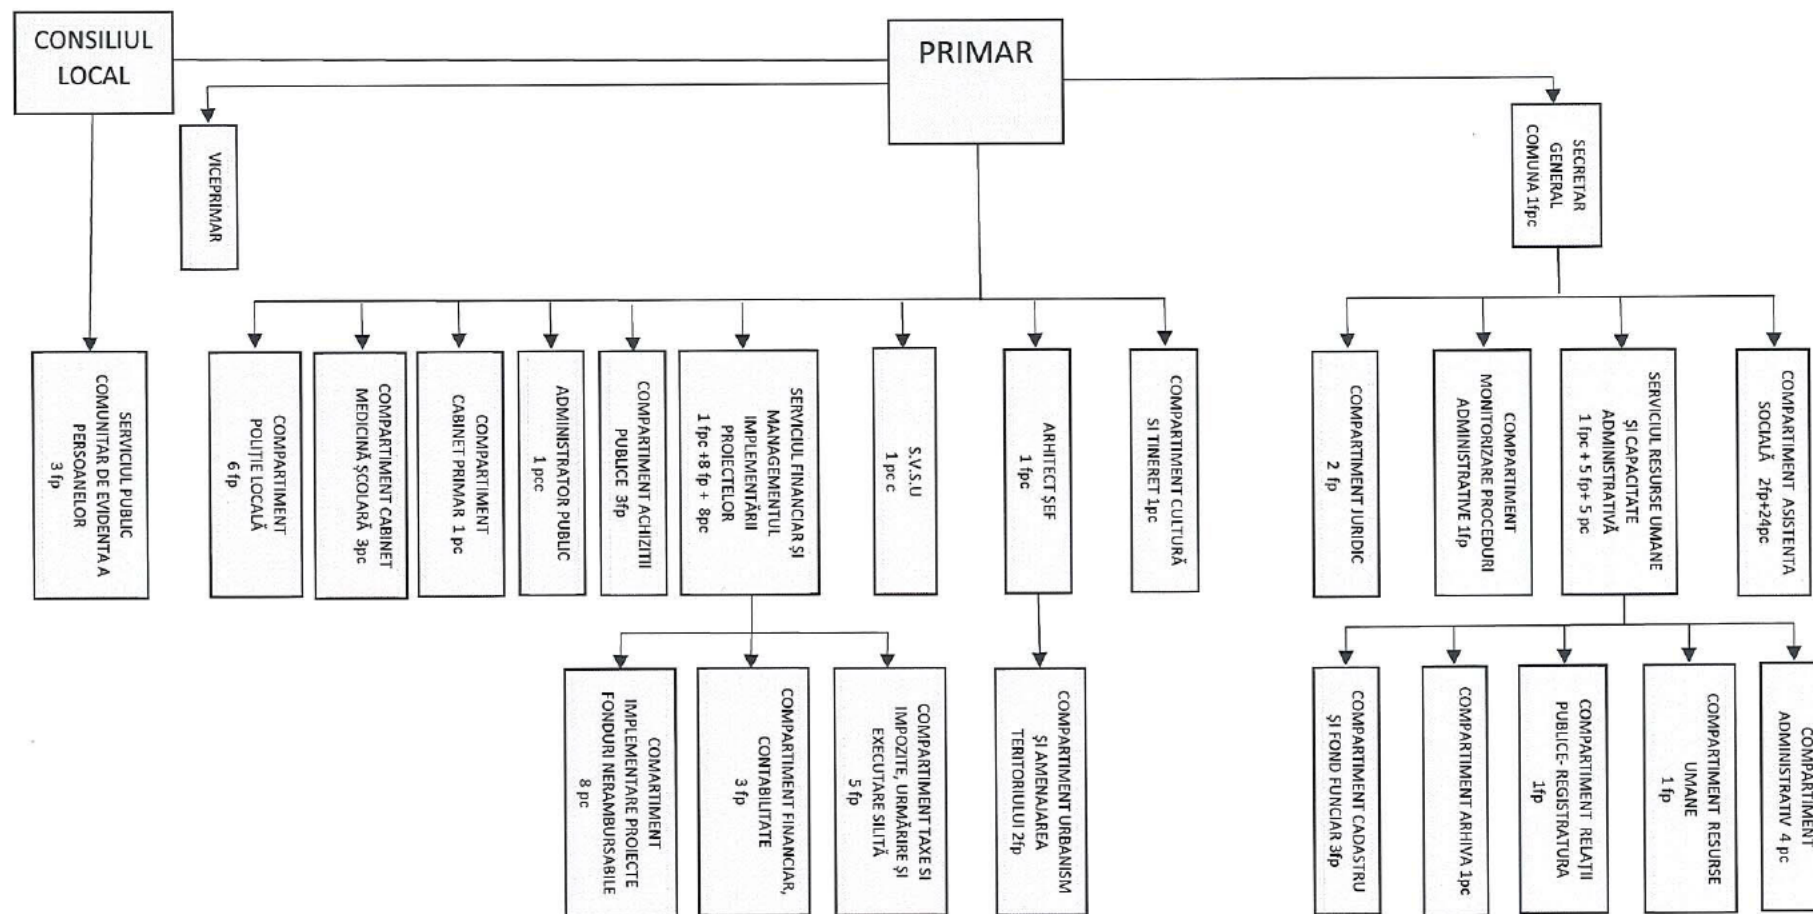 CONSILIUL
LOCAL
PRIMAR
VICEPRIMAR
SECRETAR
GENERAL
COMUNA 1fpc
SERVICIUL PUBLIC
COMUNITAR DE EVIDENTA A
PERSOANELOR
3 fp
COMPARTIMENT
POLIȚIE LOCALĂ
6 fp
COMPARTIMENT CABINET
MEDICINĂ ȘCOLARĂ 3pc
COMPARTIMENT
CABINET PRIMAR 1 pc
ADMINISTRATOR PUBLIC
1 pcc
COMPARTIMENT ACHIZITII
PUBLICE 3fp
SERVICIUL FINANCIAR ȘI
MANAGEMENTUL
IMPLEMENTĂRII
PROIECTELOR
1 fpc +8 fp + 8pc
S.V.S.U
1 pc c
ARHITECT ȘEF
1 fpc
COMPARTIMENT CULTURĂ
SI TINERET 1pc
COMPARTIMENT JURIDIC
2 fp
COMPARTIMENT
MONITORIZARE PROCEDURI
ADMINISTRATIVE 1fp
SERVICIUL RESURSE UMANE
ȘI CAPACITATE
ADMINISTRATIVĂ
1 fpc + 5 fp+ 5 pc
COMPARTIMENT ASISTENTA
SOCIALĂ 2fp+24pc
COMARTIMENT
IMPLEMENTARE PROIECTE
FONDURI NERAMBURSABILE
8 pc
COMPARTIMENT FINANCIAR,
CONTABILITATE
3 fp
COMPARTIMENT TAXE SI
IMPOZITE, URMĂRIRE ȘI
EXECUTARE SILITĂ
5 fp
COMPARTIMENT URBANISM
ȘI AMENAJAREA
TERITORIULUI 2fp
COMPARTIMENT CADASTRU
ȘI FOND FUNCIAR 3fp
COMPARTIMENT ARHIVA 1pc
COMPARTIMENT RELAȚII
PUBLICE- REGISTRATURA
1fp
COMPARTIMENT RESURSE
UMANE
1 fp
COMPARTIMENT
ADMINISTRATIV 4 pc